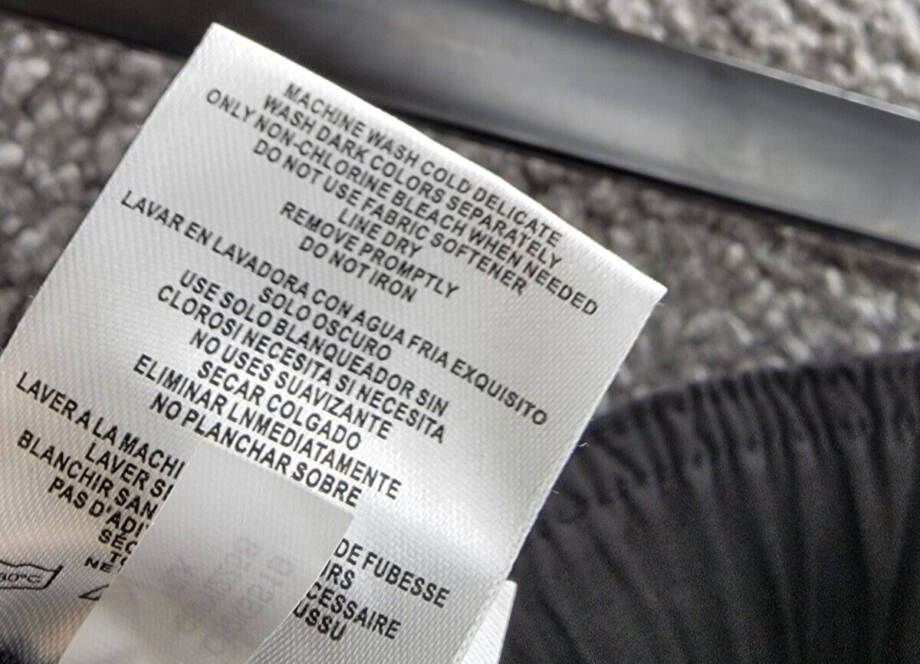 MACHINE WASH COLD DELICATE
WASH DARK COLORS SEPARATELY
ONLY NON-CHLORINE BLEACH WHEN NEEDED
DO NOT USE FABRIC SOFTENER
LINE DRY
REMOVE PROMPTLY
DO NOT IRON
LAVAR EN LAVADORA CON AGUA FRIA EXQUISITO
SOLO OSCURO
USE SOLO BLANQUEADOR SIN
CLOROSI NECESITA SI NECESITA
NO USES SUAVIZANTE
SECAR COLGADO
ELIMINAR LNMEDIATAMENTE
NO PLANCHAR SOBRE
LAVER A LA MACHI DE FUBESSE
LAVER S RS
BLANCHIR SAN CESSAIRE
PAS D'ADI USSU
SEC
NE
30°C